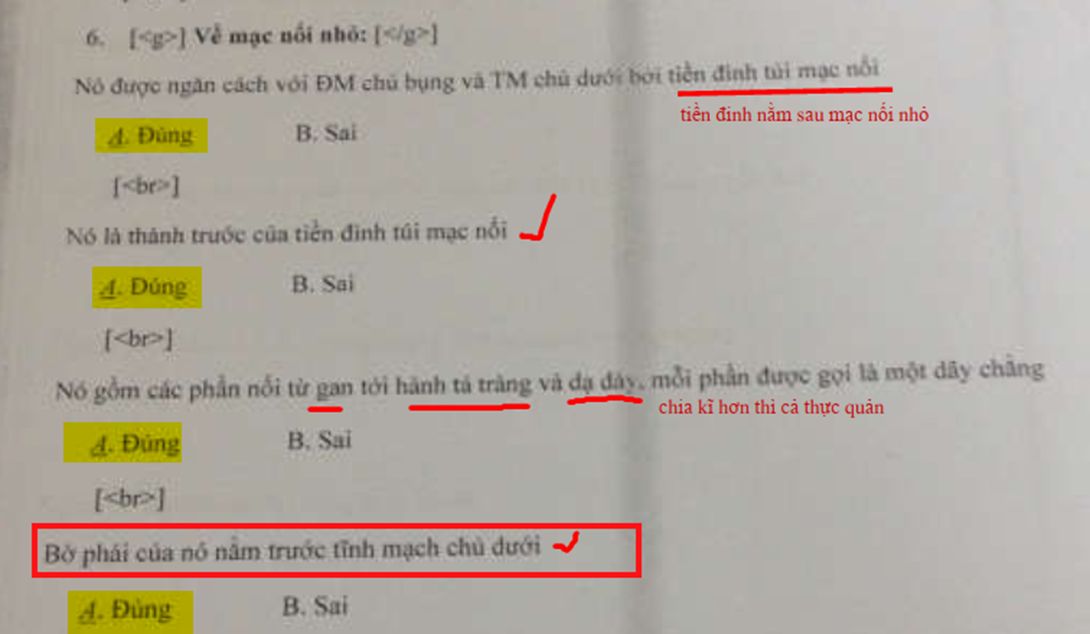 6. [<g>] Về mạc nối nhỏ: [</g>]
Nó được ngăn cách với ĐM chủ bụng và TM chủ dưới bởi tiền đình túi mạc nối
tiền đình nằm sau mạc nối nhỏ
A. Đúng B. Sai
[<br>]
Nó là thành trước của tiền đình túi mạc nối
A. Đúng B. Sai
[<br>]
Nó gồm các phần nối từ gan tới hành tá tràng và dạ dày, mỗi phần được gọi là một dây chằng
chia kĩ hơn thì cả thực quản
A. Đúng B. Sai
[<br>]
Bờ phải của nó nằm trước tĩnh mạch chủ dưới
A. Đúng B. Sai